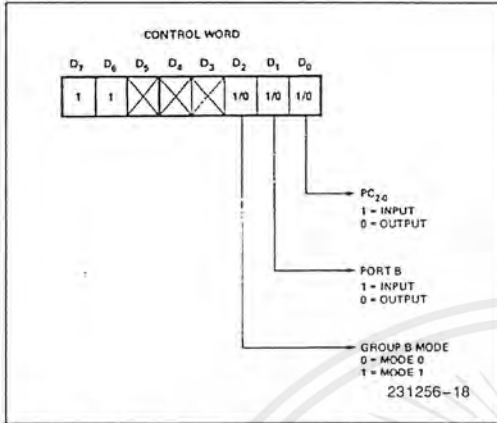 CONTROL WORD
D7 D6 D5 D4 D3 D2 D1 D0
1 1 1/0 1/0 1/0
PC2-0
1 = INPUT
0 = OUTPUT
PORT B
1 = INPUT
0 = OUTPUT
GROUP B MODE
0 = MODE 0
1 = MODE 1
231256-18